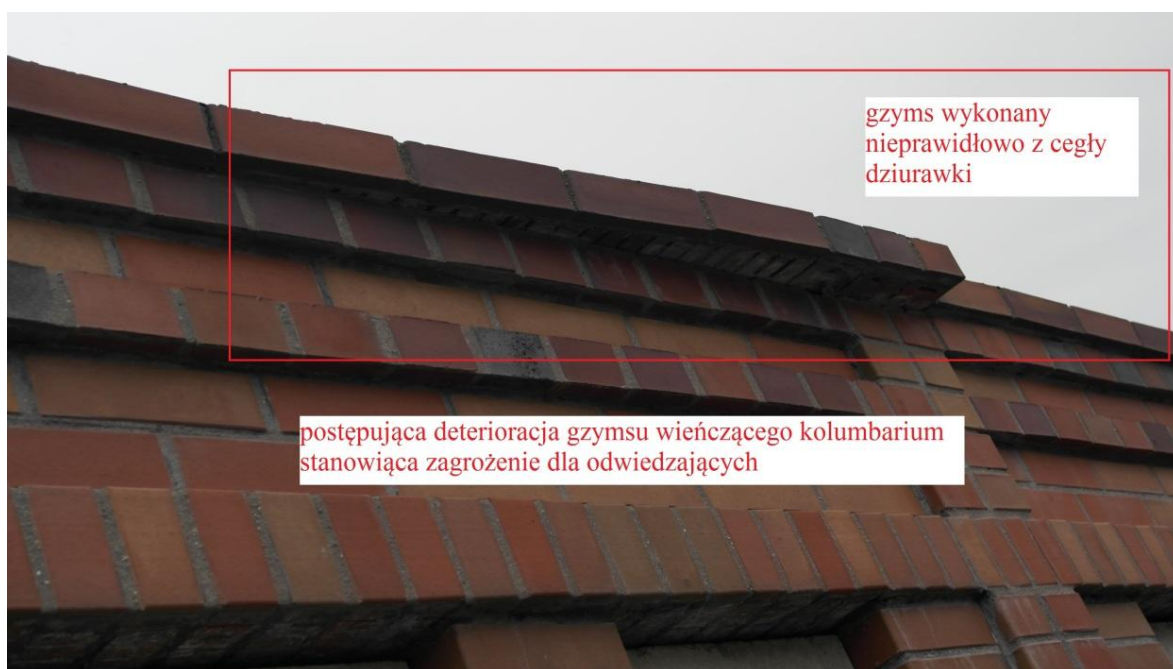 gzyms wykonany
nieprawidłowo z cegły
dziurawki
postępująca deterioracja gzymsu wieńczącego kolumbarium
stanowiąca zagrożenie dla odwiedzających